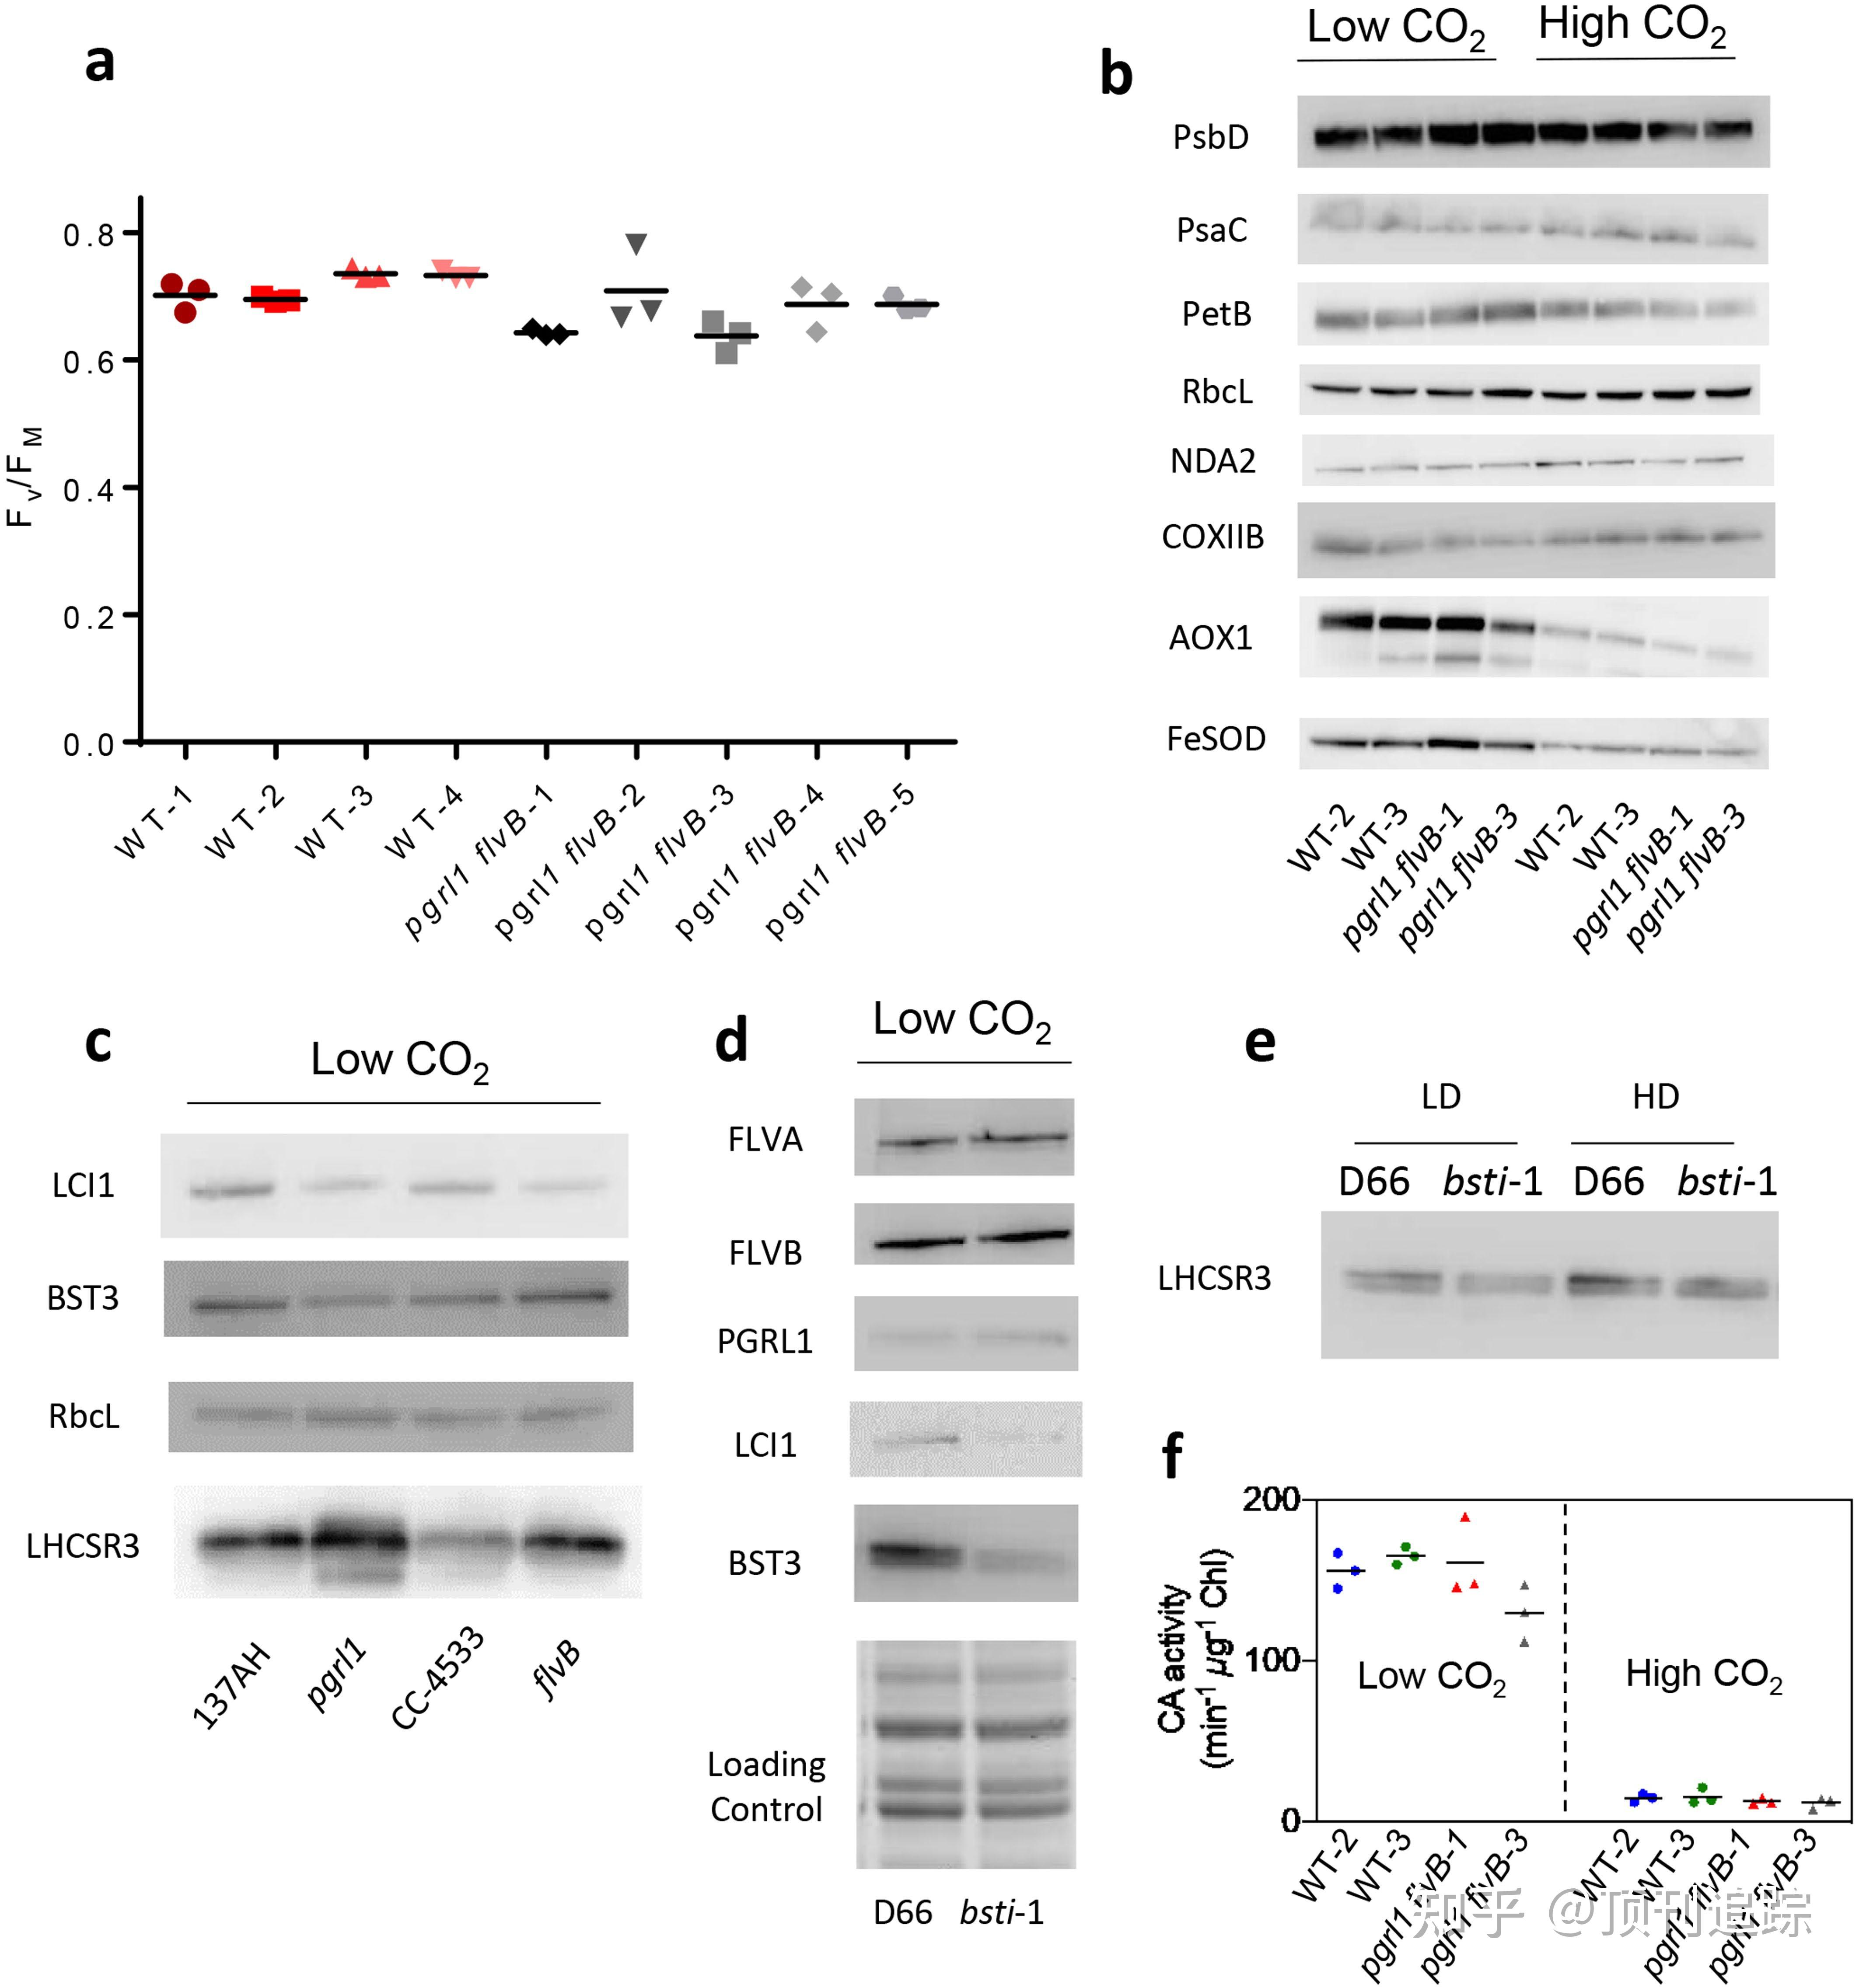 a
0.8
0.6
0.4
0.2
0.0
Fv/FM
WT-1
WT-2
WT-3
WT-4
pgrl1 flvB-1
pgrl1 flvB-2
pgrl1 flvB-3
pgrl1 flvB-4
pgrl1 flvB-5
b
Low CO2
High CO2
PsbD
PsaC
PetB
RbcL
NDA2
COXIIB
AOX1
FeSOD
WT-2
WT-3
pgrl1 flvB-1
pgrl1 flvB-3
WT-2
WT-3
pgrl1 flvB-1
pgrl1 flvB-3
c
Low CO2
LCI1
BST3
RbcL
LHCSR3
137AH
pgrl1
CC-4533
flvB
d
Low CO2
FLVA
FLVB
PGRL1
LCI1
BST3
Loading
Control
D66
bsti-1
e
LD
HD
D66
bsti-1
D66
bsti-1
LHCSR3
f
200
100
0
CA activity
(min-1 µg-1 Chl)
Low CO2
High CO2
WT-2
WT-3
pgrl1 flvB-1
pgrl1 flvB-3
WT-2
WT-3
pgrl1 flvB-1
pgrl1 flvB-3
知乎 @顶刊追踪